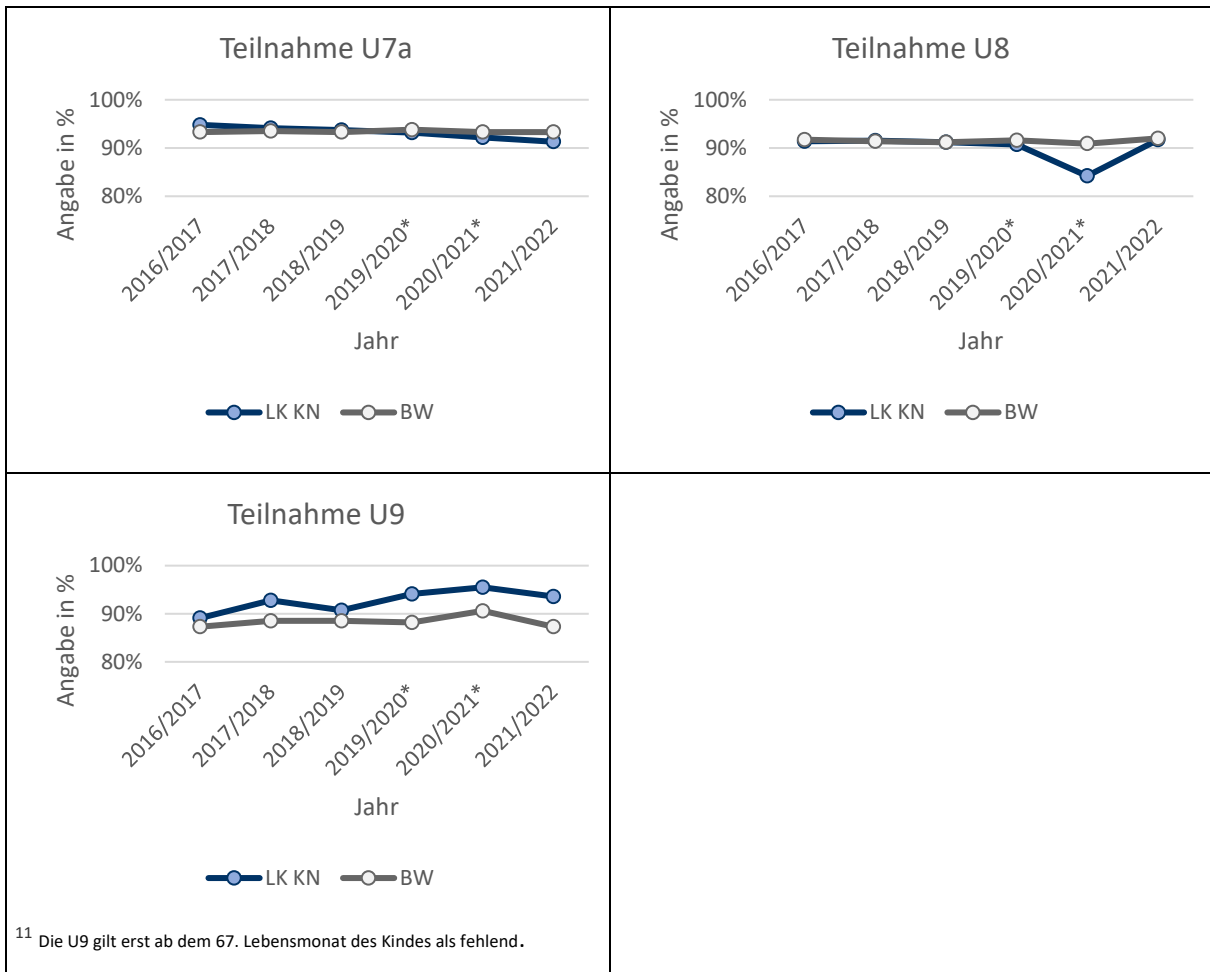 Teilnahme U7a
100%
90%
80%
Angabe in %
2016/2017
2017/2018
2018/2019
2019/2020*
2020/2021*
2021/2022
Jahr
LK KN BW
Teilnahme U8
100%
90%
80%
Angabe in %
2016/2017
2017/2018
2018/2019
2019/2020*
2020/2021*
2021/2022
Jahr
LK KN BW
Teilnahme U9
100%
90%
80%
Angabe in %
2016/2017
2017/2018
2018/2019
2019/2020*
2020/2021*
2021/2022
Jahr
LK KN BW
11 Die U9 gilt erst ab dem 67. Lebensmonat des Kindes als fehlend.